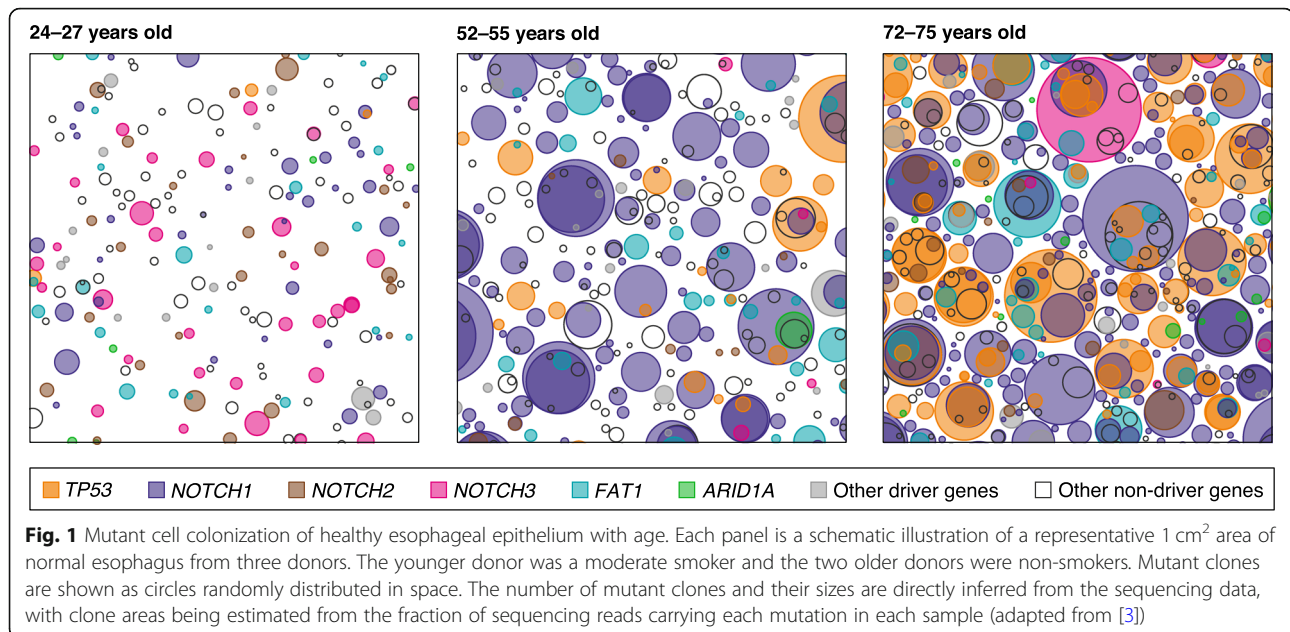 24–27 years old
52–55 years old
72–75 years old
TP53 NOTCH1 NOTCH2 NOTCH3 FAT1 ARID1A Other driver genes Other non-driver genes
Fig. 1 Mutant cell colonization of healthy esophageal epithelium with age. Each panel is a schematic illustration of a representative 1 cm² area of
normal esophagus from three donors. The younger donor was a moderate smoker and the two older donors were non-smokers. Mutant clones
are shown as circles randomly distributed in space. The number of mutant clones and their sizes are directly inferred from the sequencing data,
with clone areas being estimated from the fraction of sequencing reads carrying each mutation in each sample (adapted from [3])